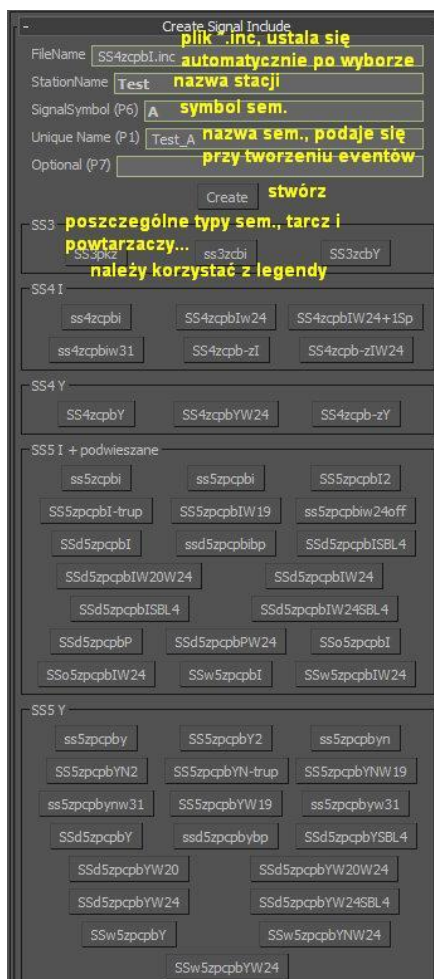 - Create Signal Include
plik *.inc, ustala się
FileName SS4zcpbI.inc automatycznie po wyborze
StationName Test nazwa stacji
SignalSymbol (P6) A symbol sem.
Unique Name (P1) Test_A nazwa sem., podaje się
przy tworzeniu eventów
Optional (P7)
Create stwórz
SS3 poszczególne typy sem., tarcz i
powtarzaczy...
SS3pkz ss3zcbi SS3zcbY
należy korzystać z legendy
SS4 I
ss4zcpbi SS4zcpbIw24 SS4zcpbIW24+1Sp
ss4zcpbiw31 SS4zcpb-zI SS4zcpb-zIW24
SS4 Y
SS4zcpbY SS4zcpbYW24 SS4zcpb-zY
SS5 I + podwieszane
ss5zcpbi ss5zpcpbi SS5zpcpbI2
SS5zpcpbI-trup SS5zpcpbIW19 ss5zpcpbiw24off
SSd5zpcpbI ssd5zpcpbibp SSd5zpcpbISBL4
SSd5zpcpbIW20W24 SSd5zpcpbIW24
SSd5zpcpbISBL4 SSd5zpcpbIW24SBL4
SSd5zpcpbP SSd5zpcpbPW24 SSo5zpcpbI
SSo5zpcpbIW24 SSw5zpcpbI SSw5zpcpbIW24
SS5 Y
ss5zpcpby SS5zpcpbY2 ss5zpcpbyn
SS5zpcpbYN2 SS5zpcpbYN-trup SS5zpcpbYNW19
ss5zpcpbynw31 SS5zpcpbYW19 ss5zpcpbyw31
SSd5zpcpbY ssd5zpcpbybp SSd5zpcpbYSBL4
SSd5zpcpbYW20 SSd5zpcpbYW20W24
SSd5zpcpbYW24 SSd5zpcpbYW24SBL4
SSw5zpcpbY SSw5zpcpbYNW24
SSw5zpcpbYW24